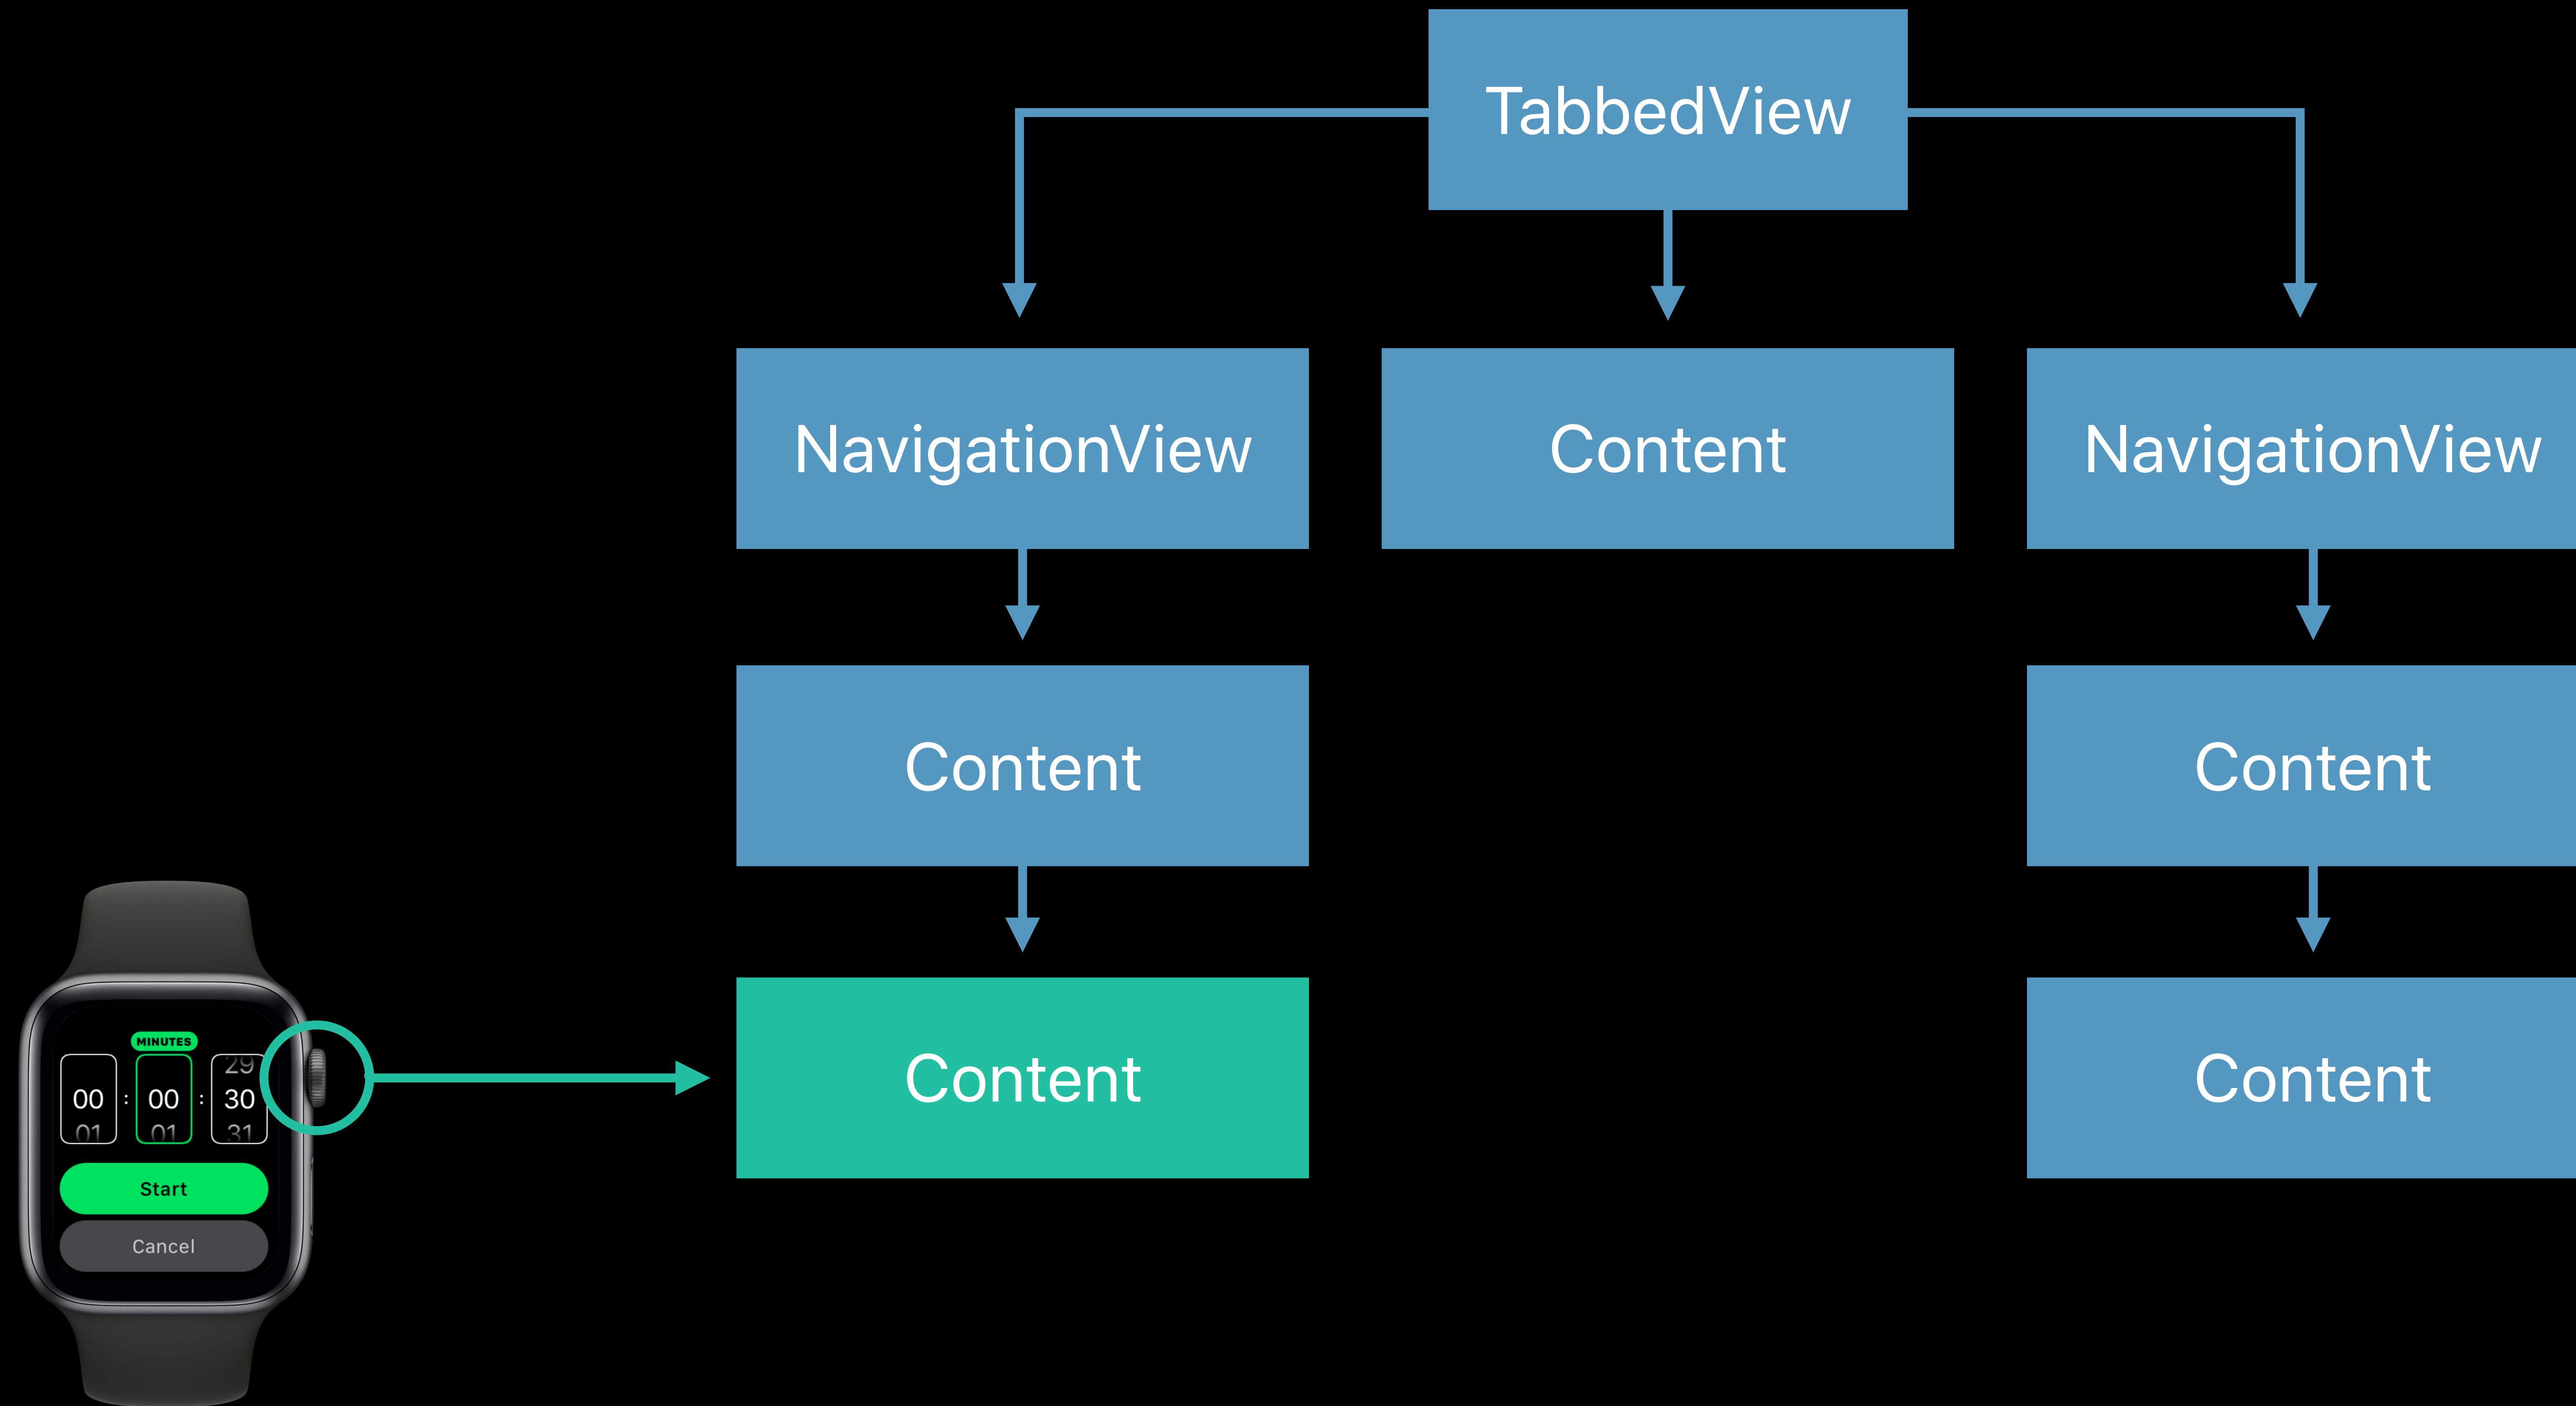 TabbedView
NavigationView
Content
NavigationView
Content
Content
Content
Content
MINUTES
29
00 : 00 : 30
01 01 31
Start
Cancel